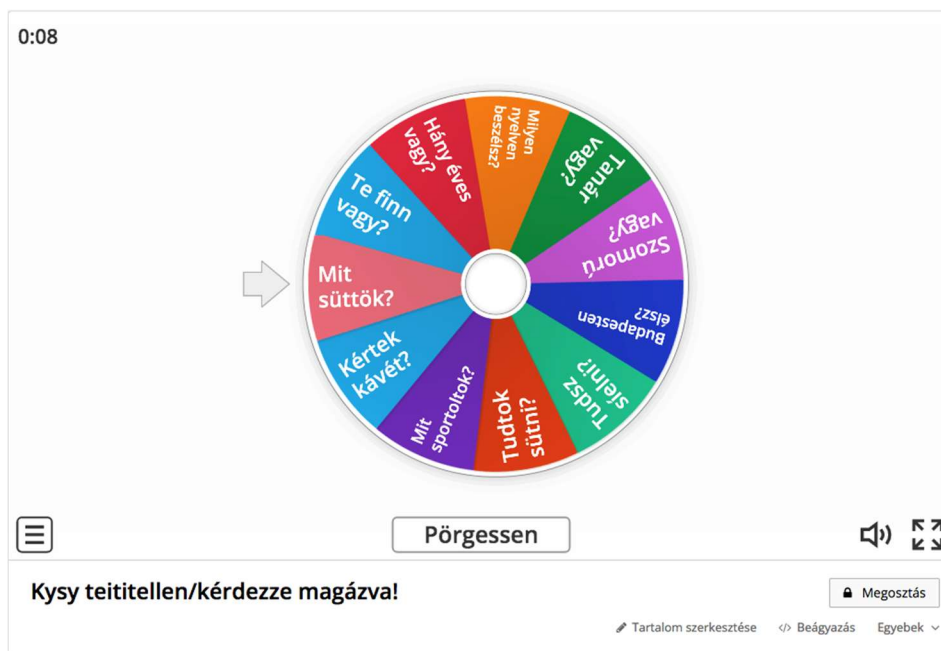 0:08
Milyen
nyelven
beszélsz?
Tanár
vagy?
Szomorú
vagy?
Budapesten
élsz?
Tudsz
síelni?
Tudtok
sütni?
Mit
sportoltok?
Kértek
kávét?
Mit
süttök?
Te finn
vagy?
Hány éves
vagy?
Pörgessen
Kysy teititellen/kérdezze magázva!
Megosztás
Tartalom szerkesztése
Beágyazás
Egyebek